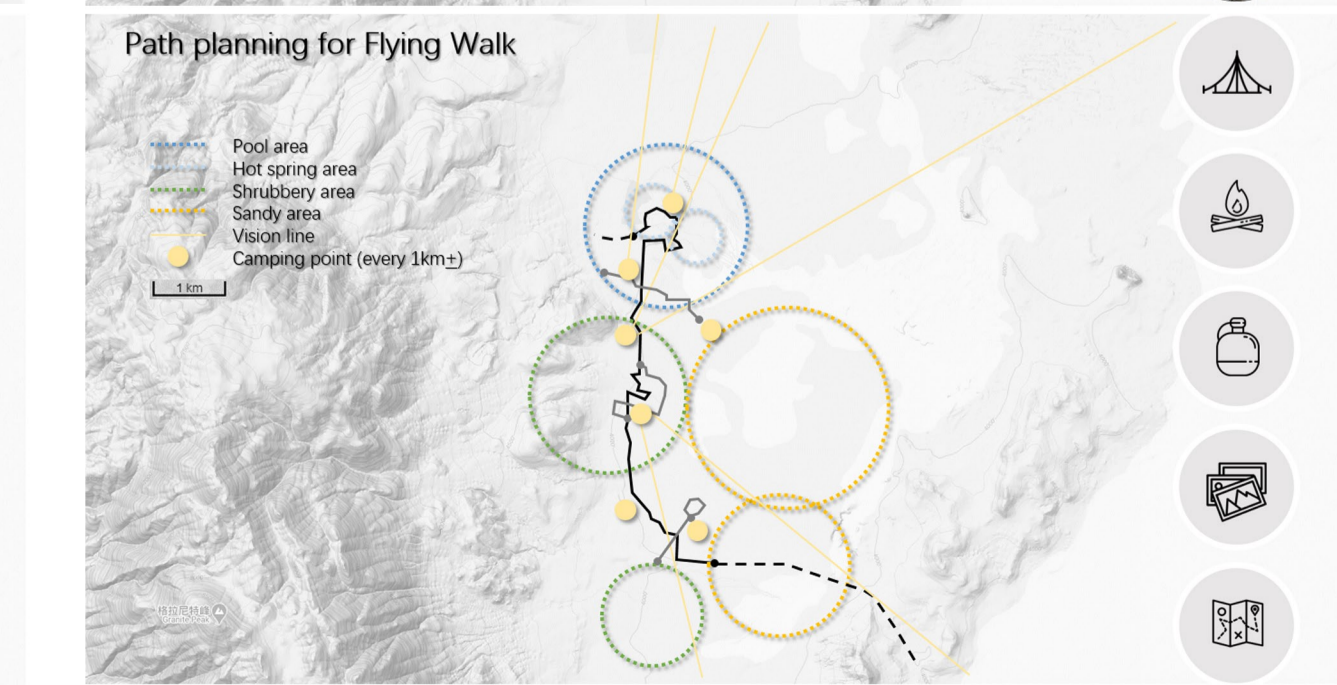 Path planning for Flying Walk
Pool area
Hot spring area
Shrubbery area
Sandy area
Vision line
Camping point (every 1km±)
1 km
格拉尼特峰
Granite Peak